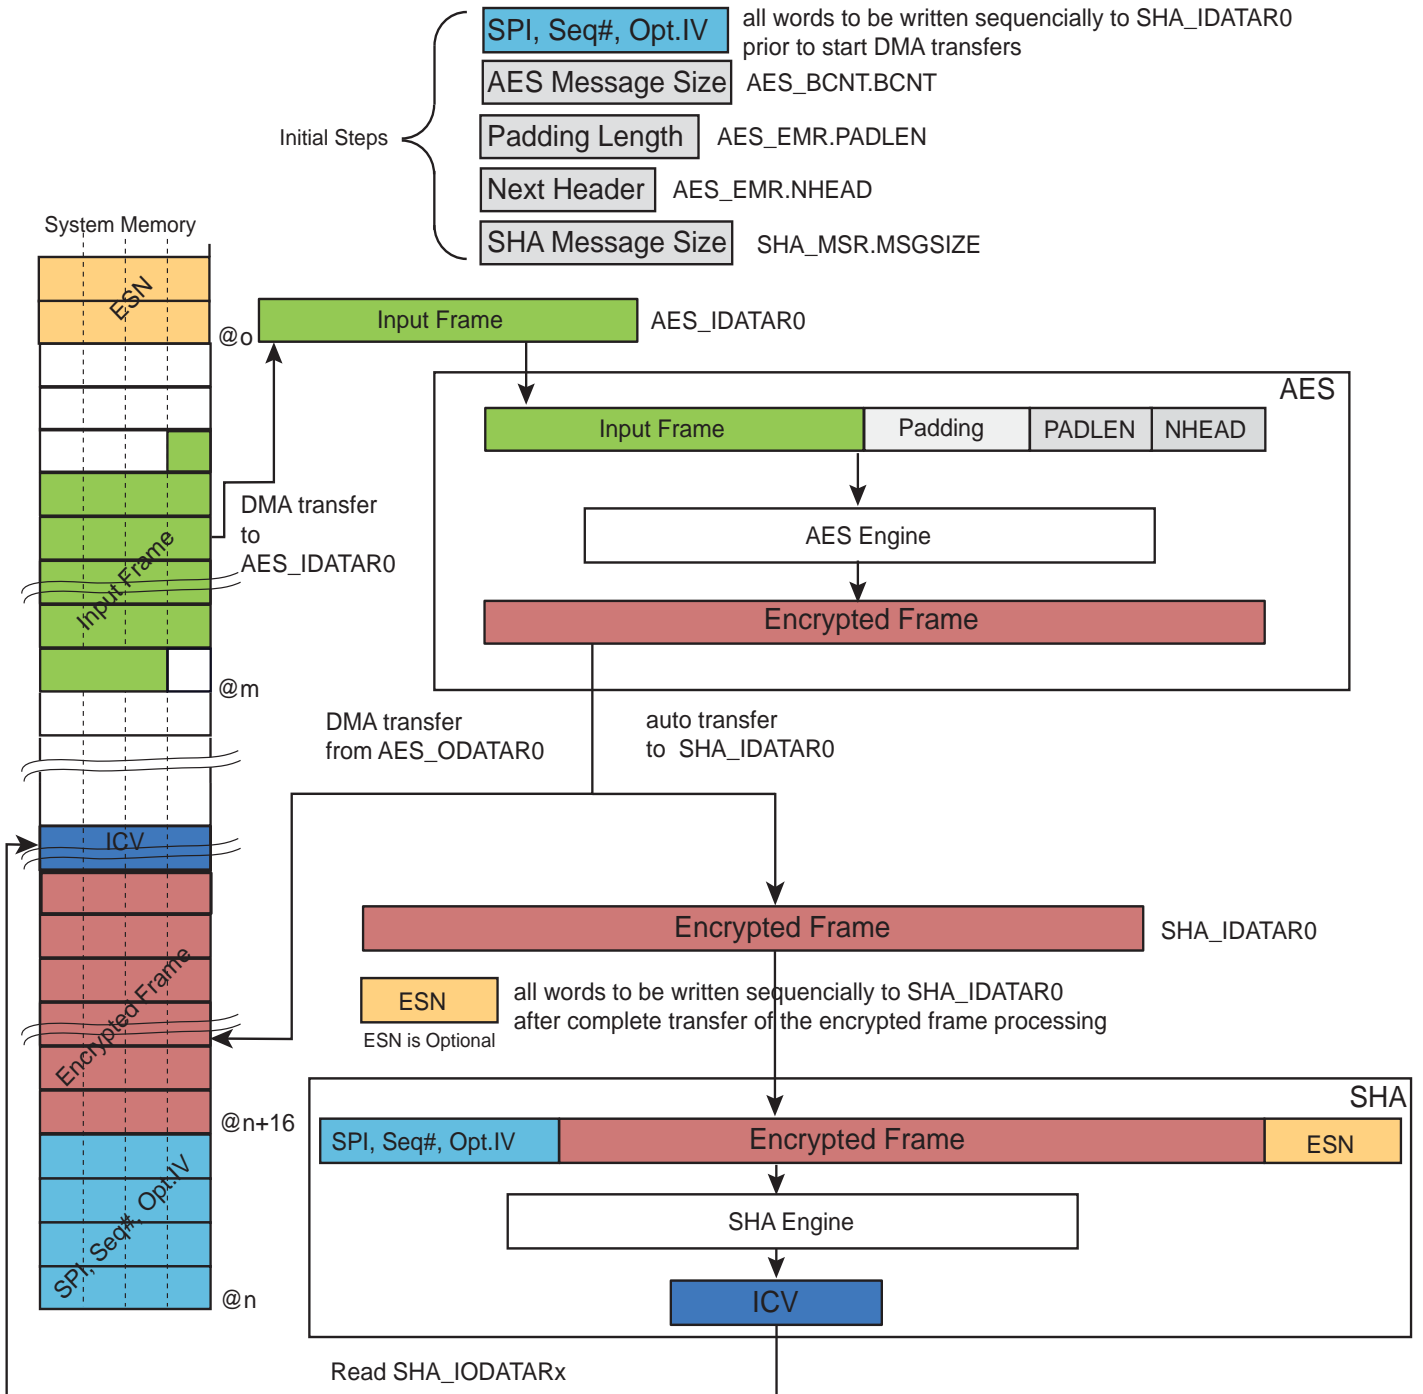 SPI, Seq#, Opt.IV
all words to be written sequencially to SHA_IDATAR0
prior to start DMA transfers
AES Message Size
AES_BCNT.BCNT
Initial Steps
Padding Length
AES_EMR.PADLEN
Next Header
AES_EMR.NHEAD
SHA Message Size
SHA_MSR.MSGSIZE
System Memory
ESN
@o
Input Frame
AES_IDATAR0
AES
Input Frame
Padding
PADLEN
NHEAD
DMA transfer
to
AES_IDATAR0
AES Engine
Input Frame
Encrypted Frame
@m
DMA transfer
from AES_ODATAR0
auto transfer
to SHA_IDATAR0
ICV
Encrypted Frame
SHA_IDATAR0
Encrypted Frame
ESN
all words to be written sequencially to SHA_IDATAR0
after complete transfer of the encrypted frame processing
ESN is Optional
SHA
@n+16
SPI, Seq#, Opt.IV
Encrypted Frame
ESN
SPI, Seq#, Opt.IV
SHA Engine
@n
ICV
Read SHA_IODATARx